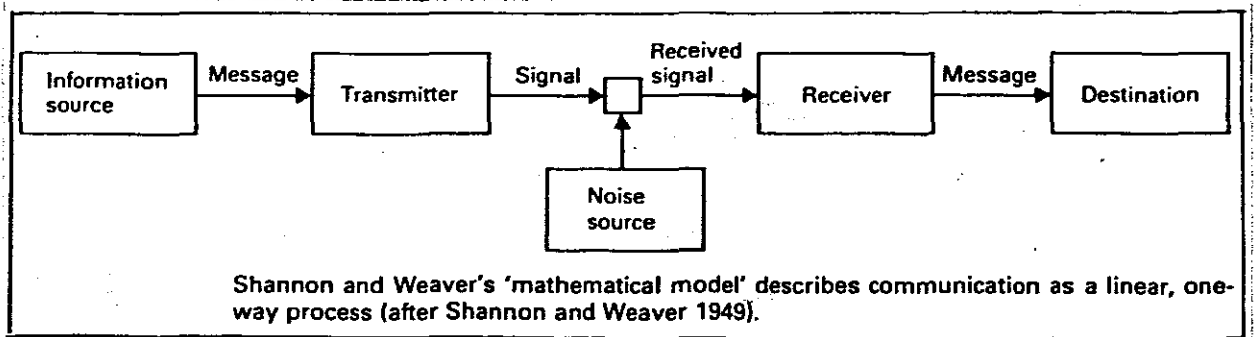 Information
source
Message
Transmitter
Signal
Received
signal
Receiver
Message
Destination
Noise
source
Shannon and Weaver's 'mathematical model' describes communication as a linear, one-
way process (after Shannon and Weaver 1949).